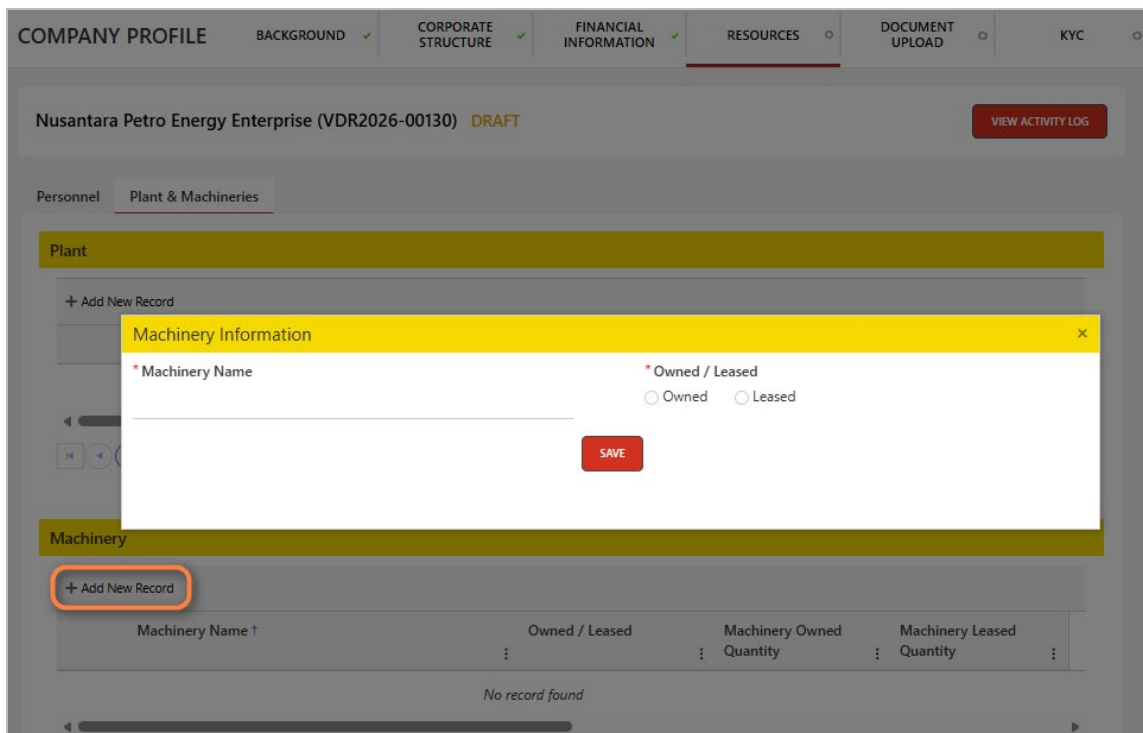 COMPANY PROFILE
BACKGROUND
CORPORATE
STRUCTURE
FINANCIAL
INFORMATION
RESOURCES
DOCUMENT
UPLOAD
KYC
Nusantara Petro Energy Enterprise (VDR2026-00130) DRAFT
VIEW ACTIVITY LOG
Personnel
Plant & Machineries
Plant
+ Add New Record
Machinery Information
×
* Machinery Name
* Owned / Leased
Owned
Leased
SAVE
Machinery
+ Add New Record
Machinery Name ↑
Owned / Leased
Machinery Owned
Quantity
Machinery Leased
Quantity
No record found